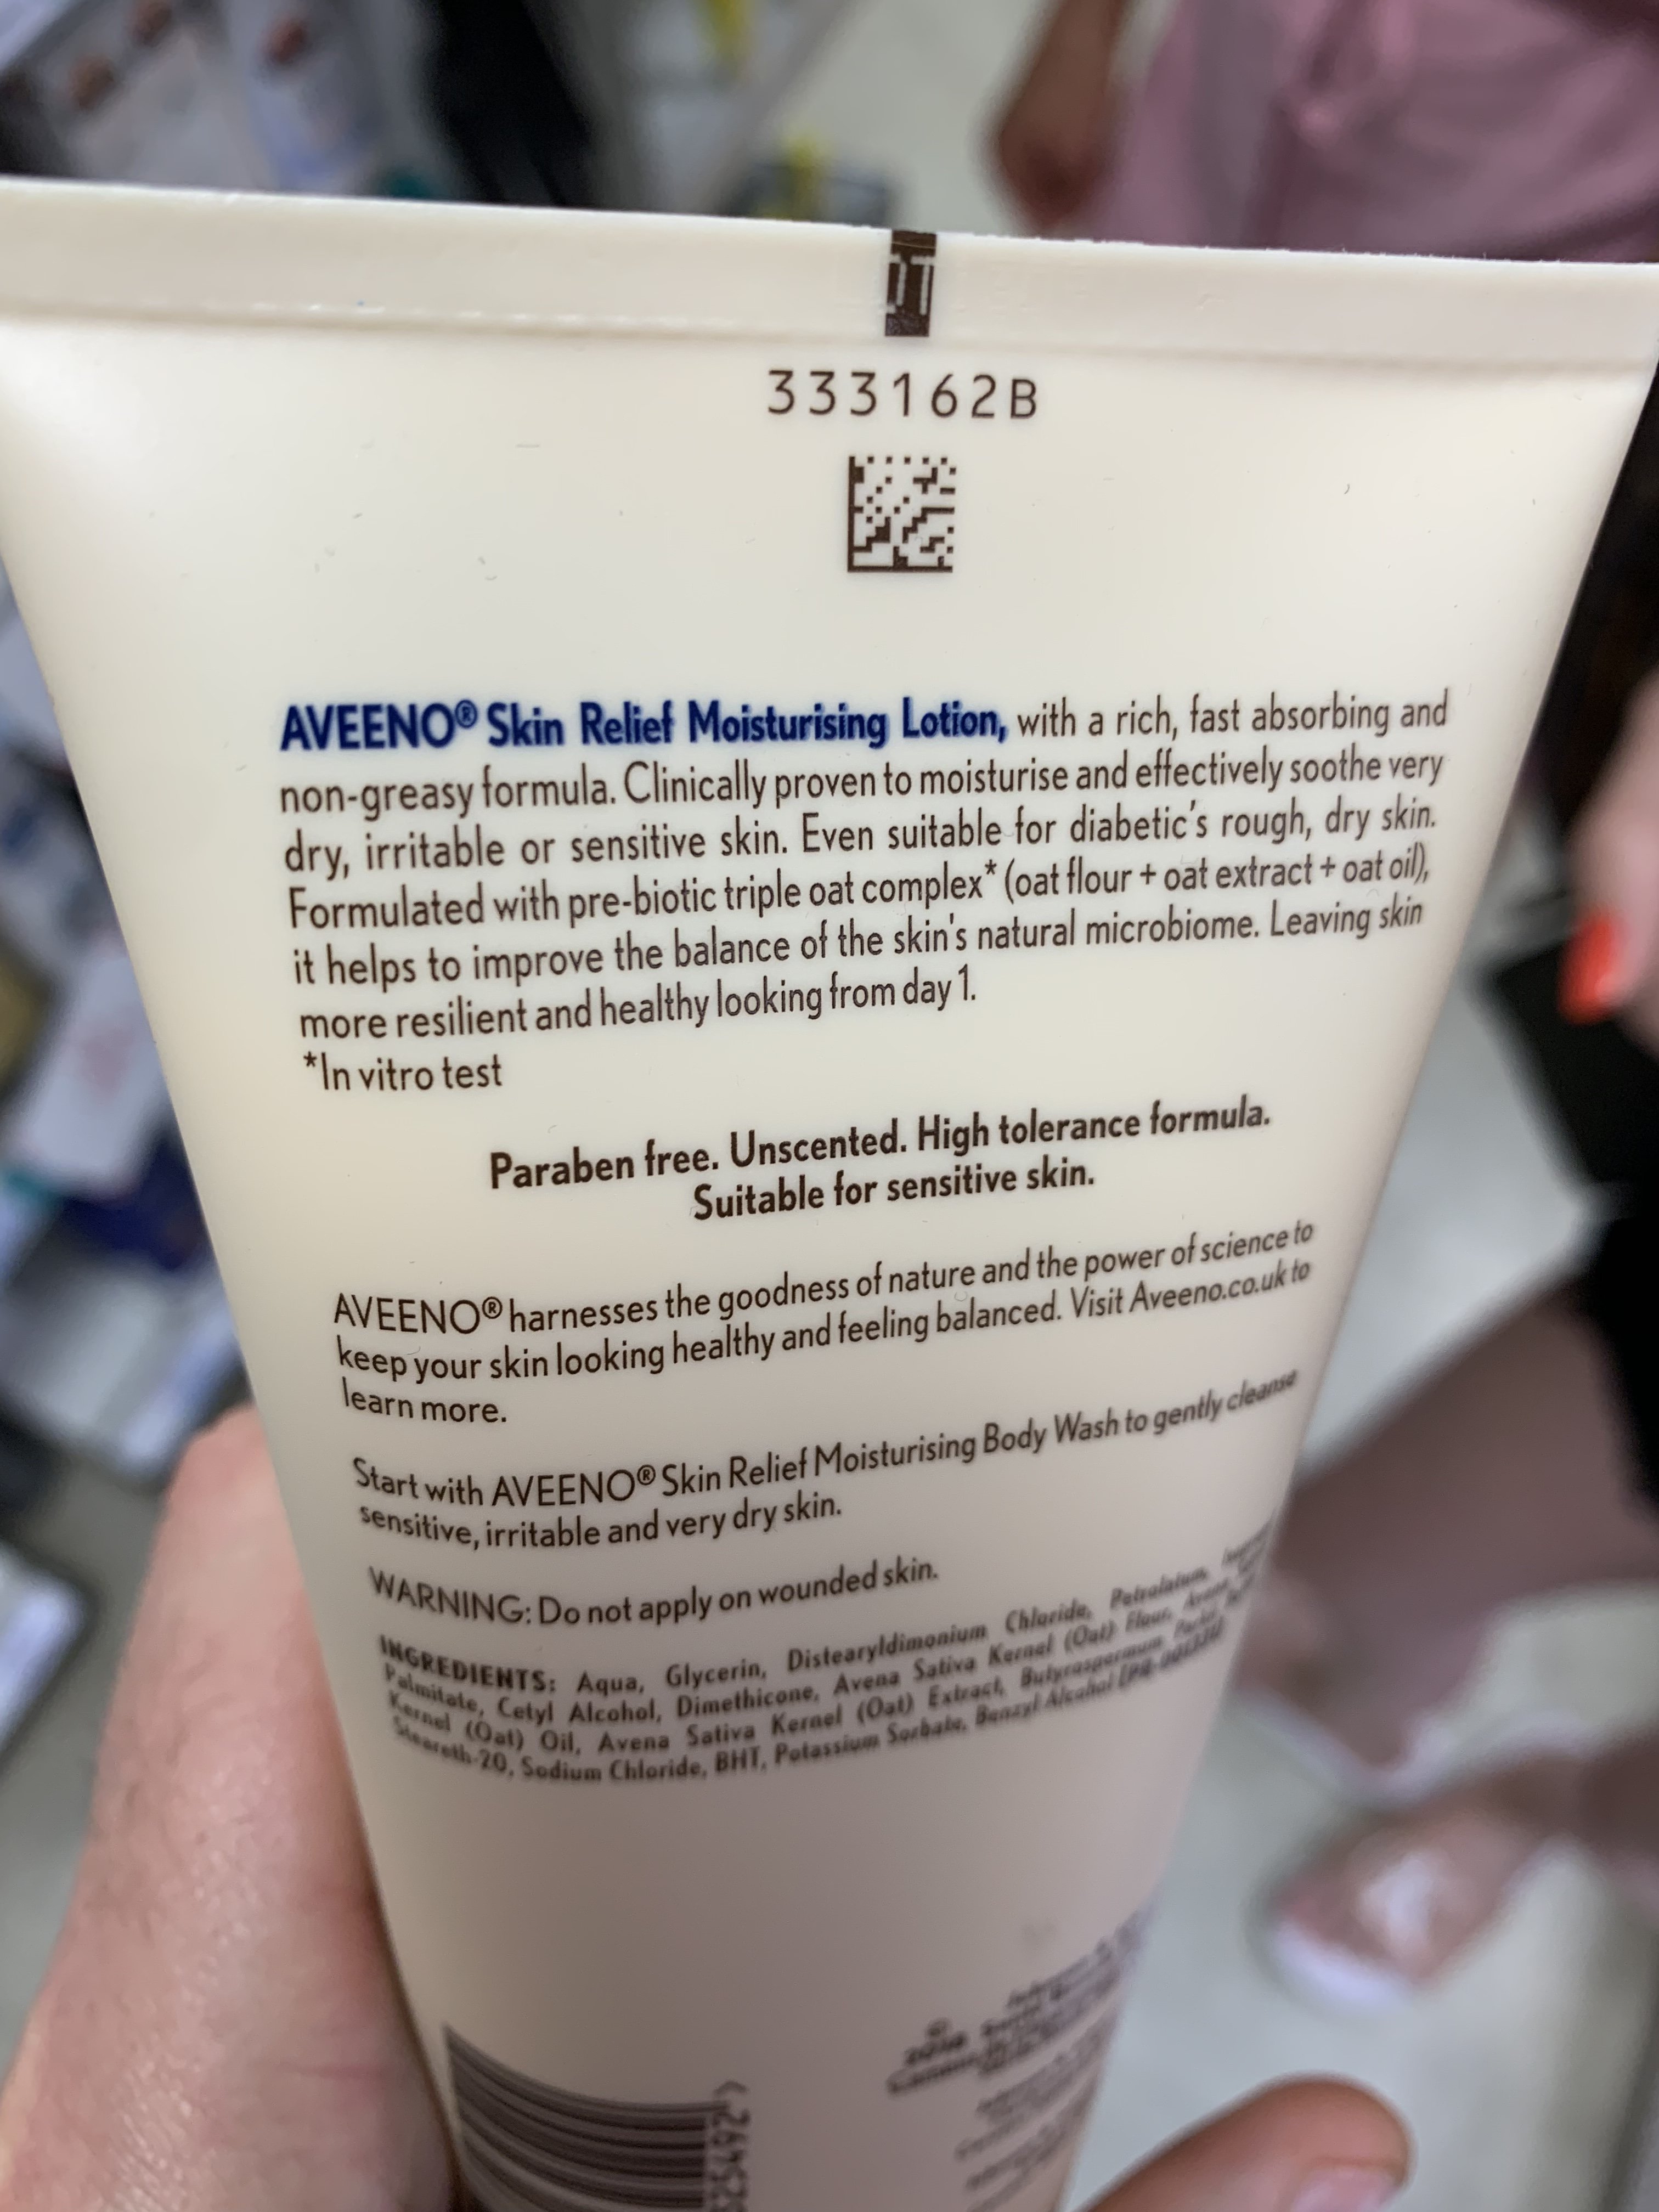 333162B
AVEENO® Skin Relief Moisturising Lotion, with a rich, fast absorbing and
non-greasy formula. Clinically proven to moisturise and effectively soothe very
dry, irritable or sensitive skin. Even suitable for diabetic's rough, dry skin.
Formulated with pre-biotic triple oat complex* (oat flour + oat extract + oat oil),
it helps to improve the balance of the skin's natural microbiome. Leaving skin
more resilient and healthy looking from day 1.
*In vitro test
Paraben free. Unscented. High tolerance formula.
Suitable for sensitive skin.
AVEENO® harnesses the goodness of nature and the power of science to
keep your skin looking healthy and feeling balanced. Visit Aveeno.co.uk to
learn more.
Start with AVEENO® Skin Relief Moisturising Body Wash to gently cleanse
sensitive, irritable and very dry skin.
WARNING: Do not apply on wounded skin.
INGREDIENTS: Aqua, Glycerin, Distearyldimonium Chloride, Petrolatum,
Palmitate, Cetyl Alcohol, Dimethicone, Avena Sativa Kernel (Oat) Flour, Avena
Kernel (Oat) Oil, Avena Sativa Kernel (Oat) Extract, Butyrospermum Parkii
Steareth-20, Sodium Chloride, BHT, Potassium Sorbate, Benzyl Alcohol